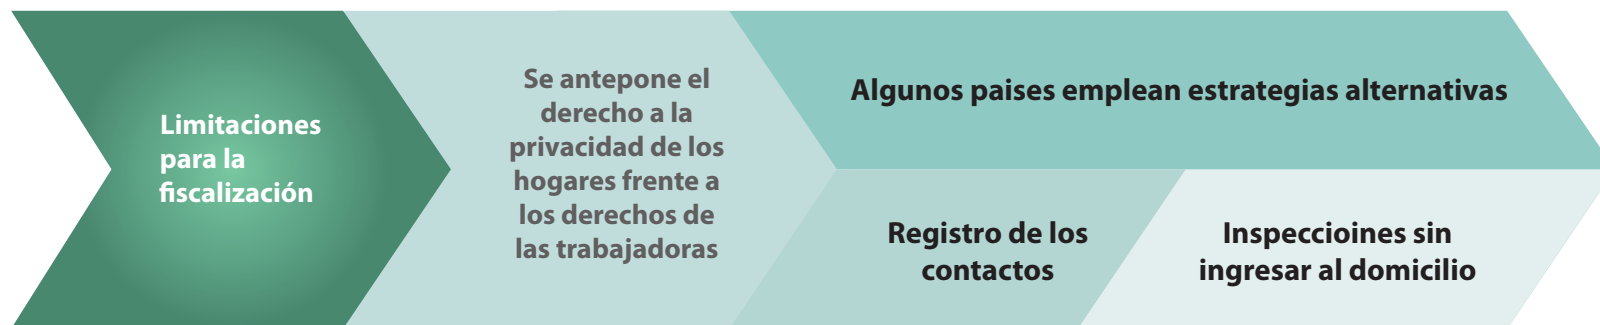 Limitaciones
para la
fiscalización
Se antepone el
derecho a la
privacidad de los
hogares frente a
los derechos de
las trabajadoras
Algunos paises emplean estrategias alternativas
Registro de los
contactos
Inspeccioines sin
ingresar al domicilio